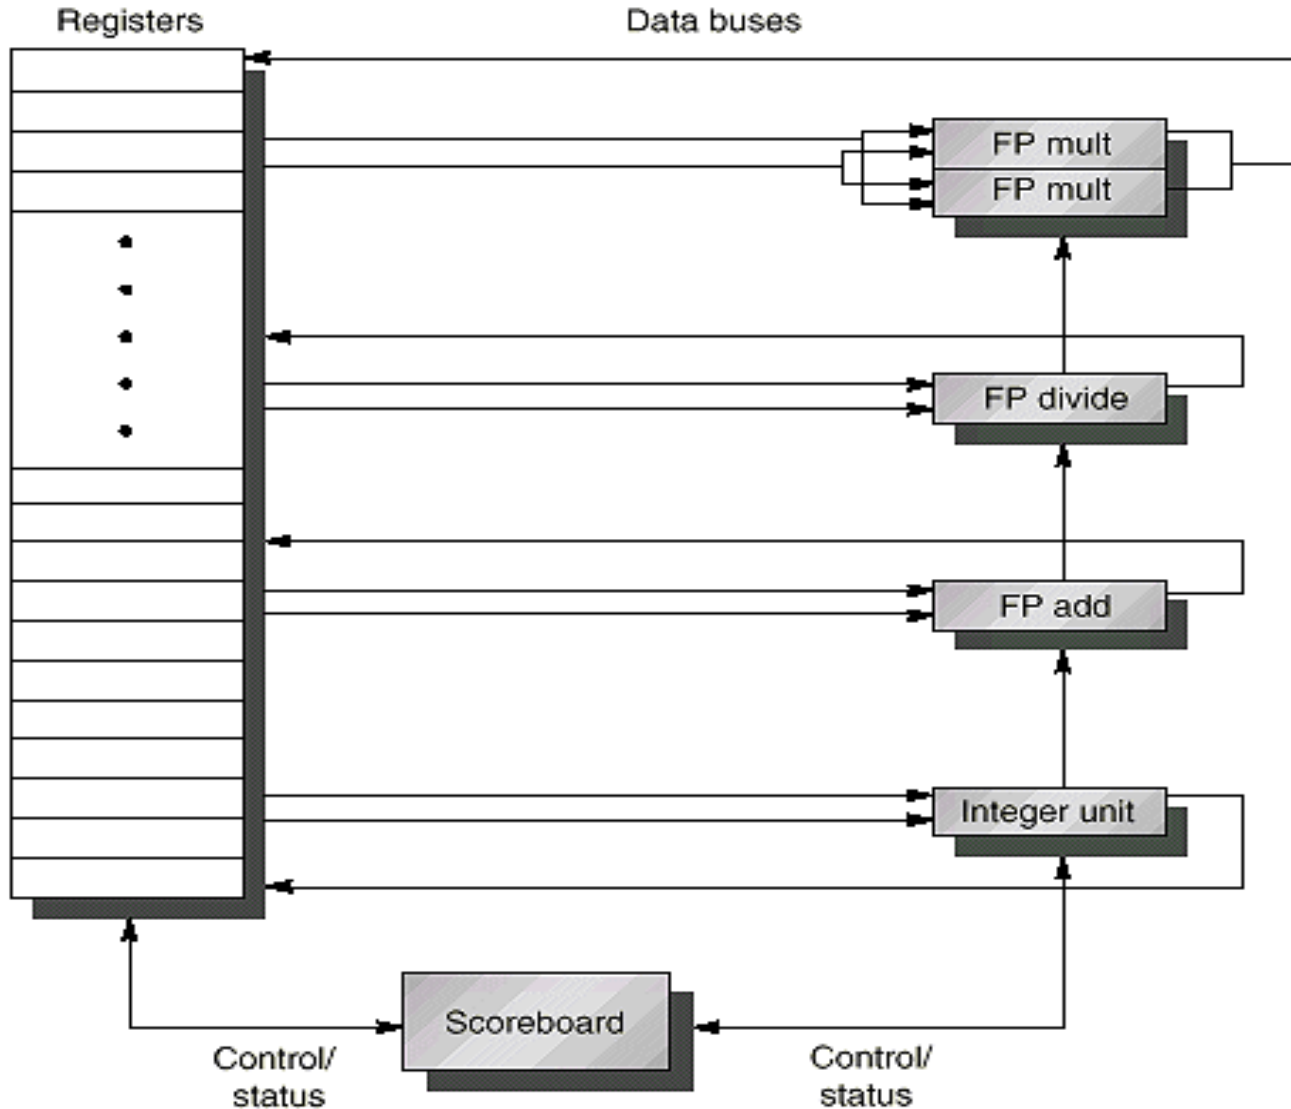 Registers
Data buses
FP mult
FP mult
FP divide
FP add
Integer unit
Scoreboard
Control/
status
Control/
status